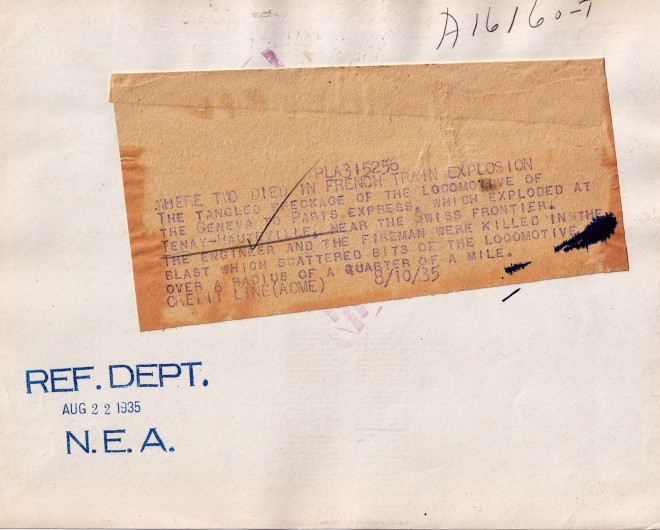 A16160-T
PLA315256
WHERE TWO DIED IN FRENCH TRAIN EXPLOSION
THE TANGLED WRECKAGE OF THE LOCOMOTIVE OF
THE GENEVA TO PARIS EXPRESS, WHICH EXPLODED AT
TENAY-HAUTEVILLE, NEAR THE SWISS FRONTIER.
THE ENGINEER AND THE FIREMAN WERE KILLED IN THE
BLAST WHICH SCATTERED BITS OF THE LOCOMOTIVE
OVER A RADIUS OF A QUARTER OF A MILE.
CREDIT LINE (ACME) 8/10/35
REF. DEPT.
AUG 22 1935
N.E.A.